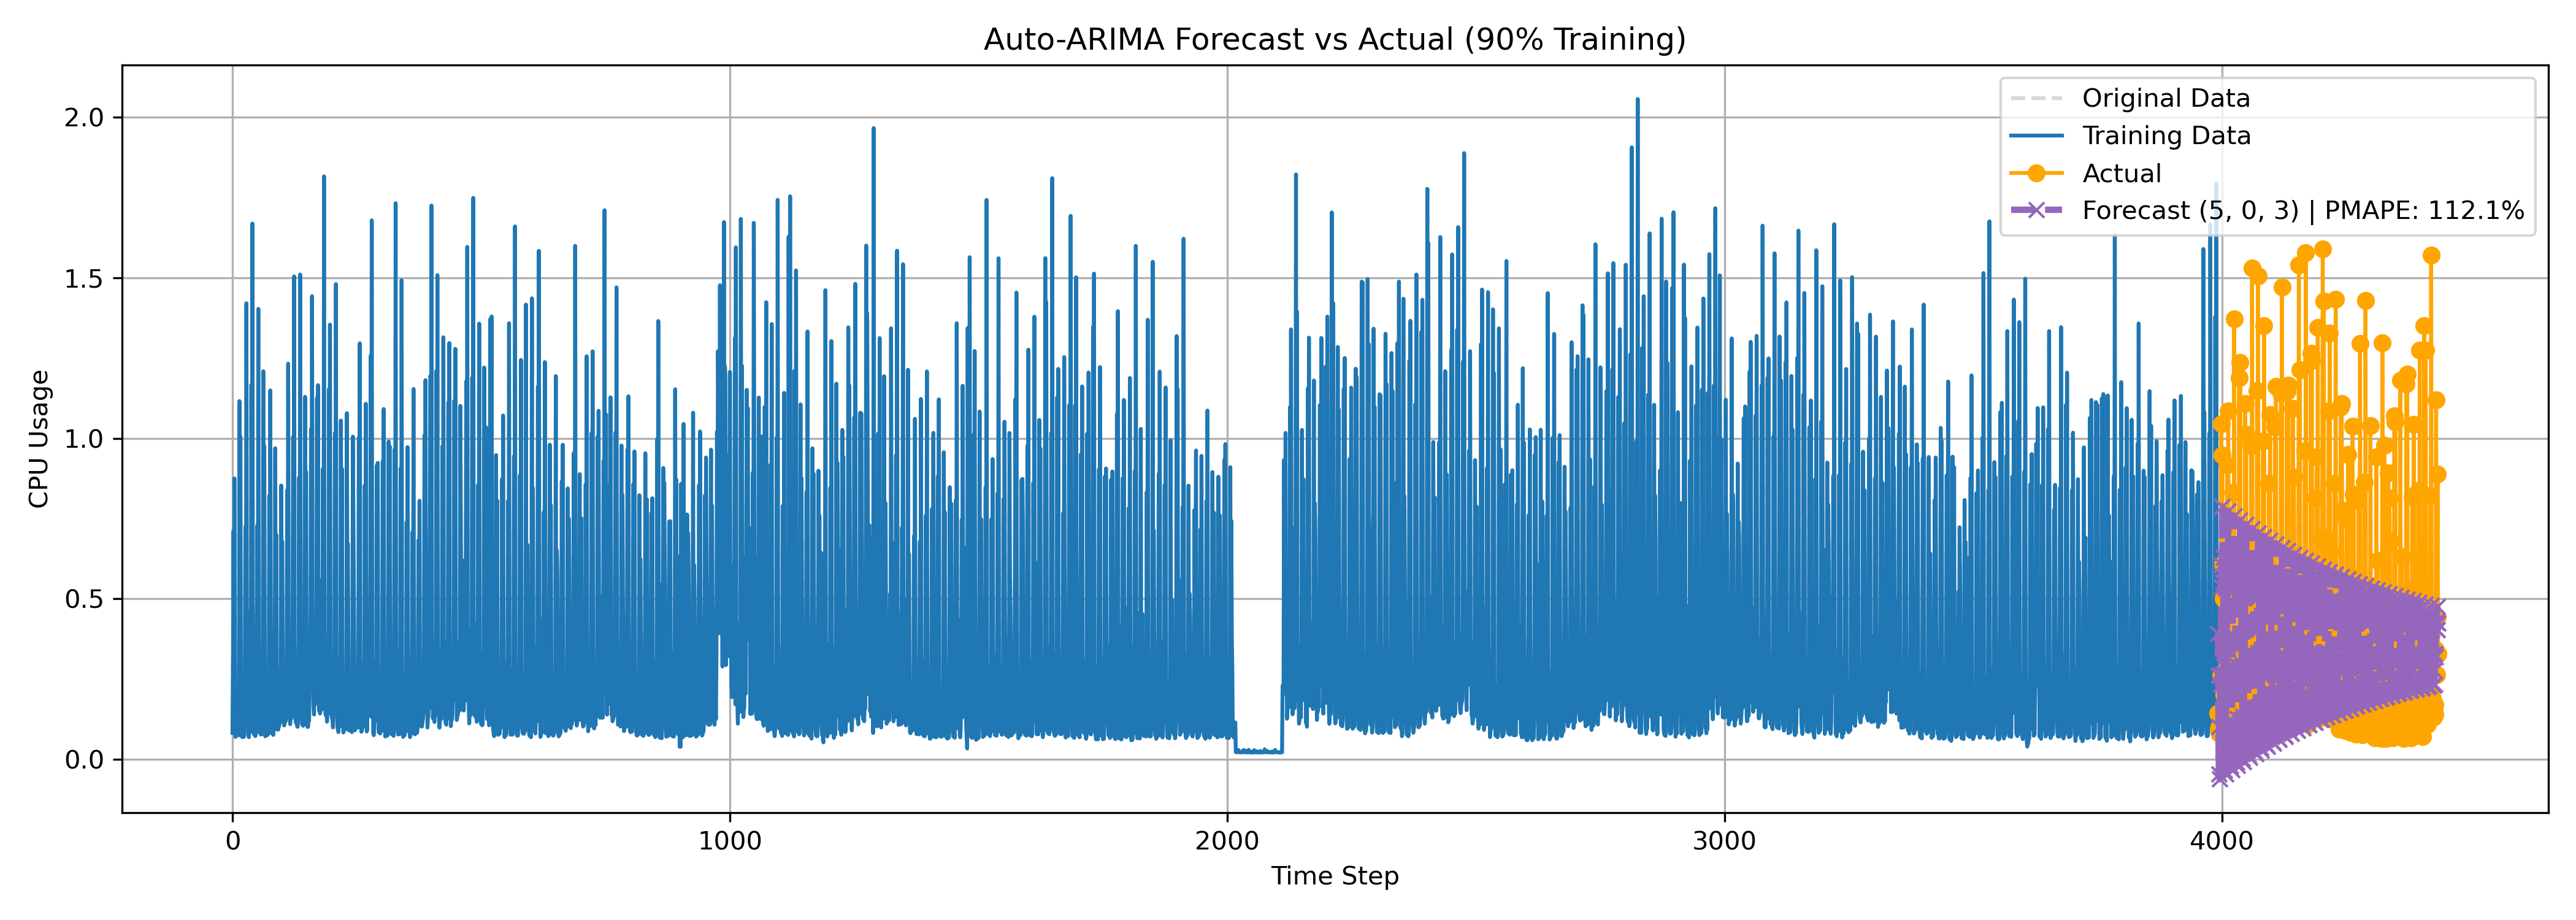 Auto-ARIMA Forecast vs Actual (90% Training)
Original Data
Training Data
Actual
Forecast (5, 0, 3) | PMAPE: 112.1%
CPU Usage
2.0
1.5
1.0
0.5
0.0
0 1000 2000 3000 4000
Time Step